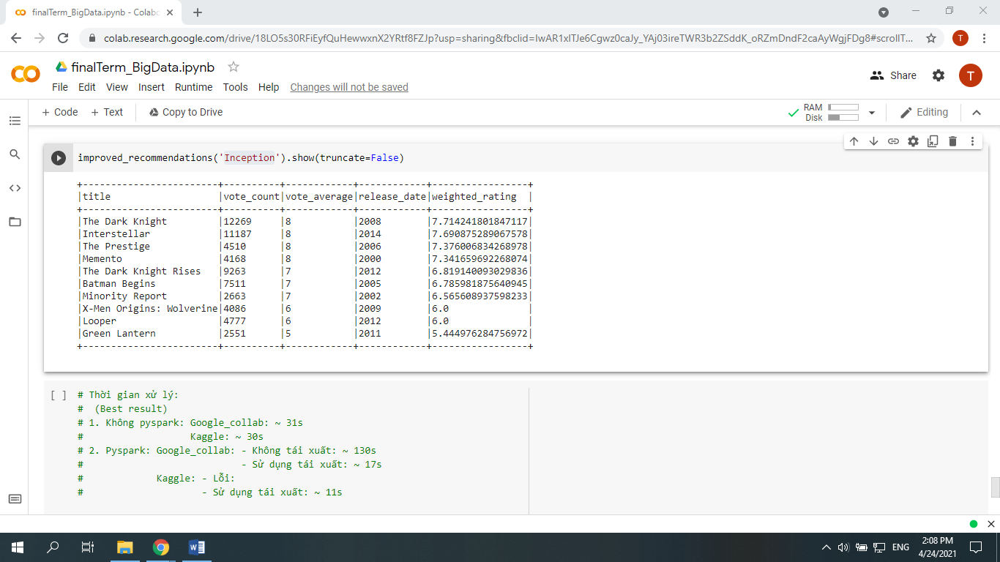 finalTerm_BigData.ipynb - Colabo
colab.research.google.com/drive/18LO5s30RFiEyfQuHewwxnX2YRtf8FZJp?usp=sharing&fbclid=IwAR1xlTJe6Cgwz0caJy_YAj03ireTWR3b2ZSddK_oRZmDndF2caAyWgjFDg8#scrollT...
T
finalTerm_BigData.ipynb
Share
T
File Edit View Insert Runtime Tools Help Changes will not be saved
+ Code + Text Copy to Drive
RAM
Disk
Editing
improved_recommendations('Inception').show(truncate=False)
+------------------------+----------+------------+------------+-----------------+
|title                   |vote_count|vote_average|release_date|weighted_rating  |
+------------------------+----------+------------+------------+-----------------+
|The Dark Knight         |12269     |8           |2008        |7.714241801847117|
|Interstellar            |11187     |8           |2014        |7.690875289067578|
|The Prestige            |4510      |8           |2006        |7.376006834268978|
|Memento                 |4168      |8           |2000        |7.341659692268074|
|The Dark Knight Rises   |9263      |7           |2012        |6.819140093029836|
|Batman Begins           |7511      |7           |2005        |6.785981875640945|
|Minority Report         |2663      |7           |2002        |6.565608937598233|
|X-Men Origins: Wolverine|4086      |6           |2009        |6.0              |
|Looper                  |4777      |6           |2012        |6.0              |
|Green Lantern           |2551      |5           |2011        |5.444976284756972|
+------------------------+----------+------------+------------+-----------------+
[ ] # Thời gian xử lý:
#  (Best result)
# 1. Không pyspark: Google_collab: ~ 31s
#                   Kaggle: ~ 30s
# 2. Pyspark: Google_collab: - Không tái xuất: ~ 130s
#                            - Sử dụng tái xuất: ~ 17s
#             Kaggle: - Lỗi:
#                     - Sử dụng tái xuất: ~ 11s
ENG
2:08 PM
4/24/2021